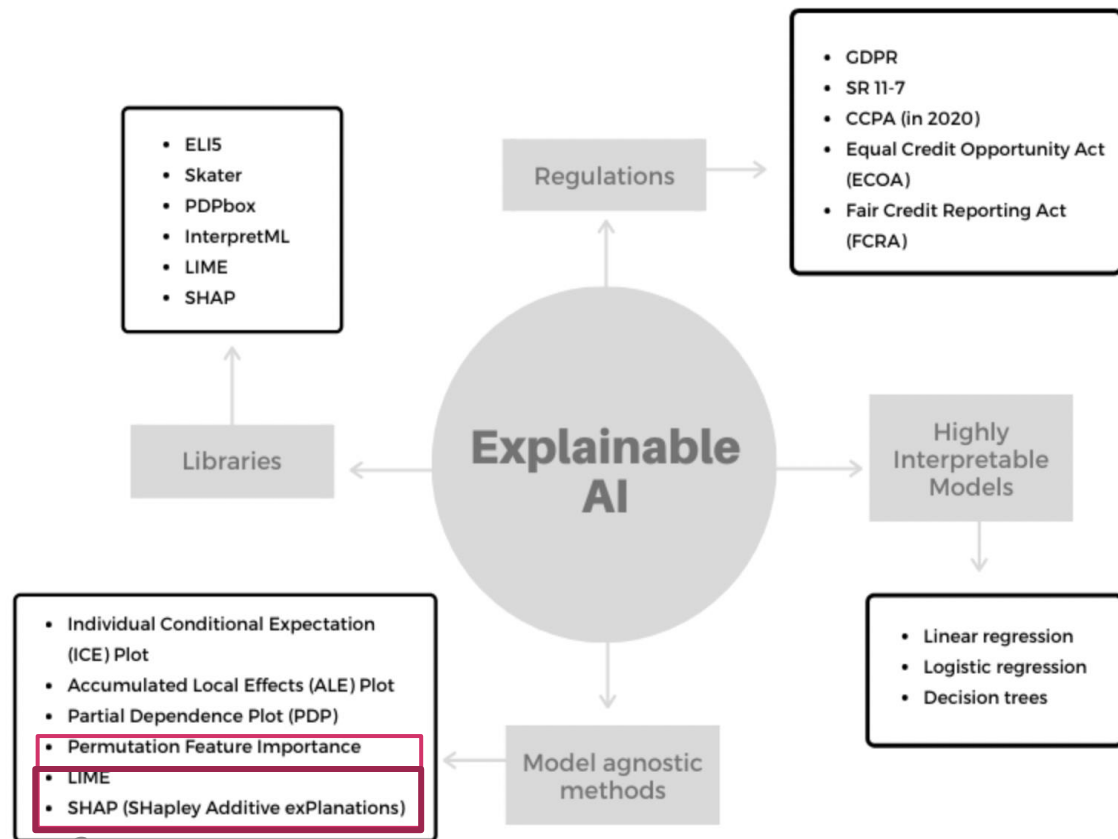 • GDPR
• SR 11-7
• CCPA (in 2020)
• Equal Credit Opportunity Act
(ECOA)
• Fair Credit Reporting Act
(FCRA)
Regulations
• ELI5
• Skater
• PDPbox
• InterpretML
• LIME
• SHAP
Libraries
Explainable
AI
Highly
Interpretable
Models
• Linear regression
• Logistic regression
• Decision trees
Model agnostic
methods
• Individual Conditional Expectation
(ICE) Plot
• Accumulated Local Effects (ALE) Plot
• Partial Dependence Plot (PDP)
• Permutation Feature Importance
• LIME
• SHAP (SHapley Additive exPlanations)